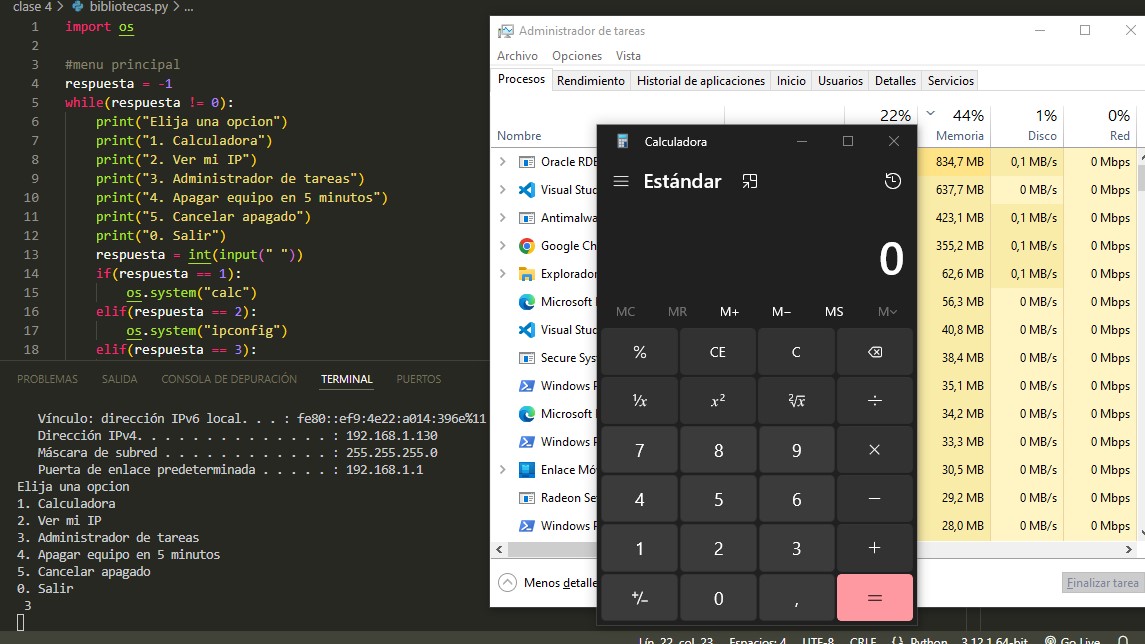 clase 4 > bibliotecas.py > ...
1 import os
2
3 #menu principal
4 respuesta = -1
5 while(respuesta != 0):
6 print("Elija una opcion")
7 print("1. Calculadora")
8 print("2. Ver mi IP")
9 print("3. Administrador de tareas")
10 print("4. Apagar equipo en 5 minutos")
11 print("5. Cancelar apagado")
12 print("0. Salir")
13 respuesta = int(input(" "))
14 if(respuesta == 1):
15 os.system("calc")
16 elif(respuesta == 2):
17 os.system("ipconfig")
18 elif(respuesta == 3):
PROBLEMAS SALIDA CONSOLA DE DEPURACIÓN TERMINAL PUERTOS
Vínculo: dirección IPv6 local. . . : fe80::ef9:4e22:a014:396e%11
Dirección IPv4. . . . . . . . . . . . . . : 192.168.1.130
Máscara de subred . . . . . . . . . . . . : 255.255.255.0
Puerta de enlace predeterminada . . . . . : 192.168.1.1
Elija una opcion
1. Calculadora
2. Ver mi IP
3. Administrador de tareas
4. Apagar equipo en 5 minutos
5. Cancelar apagado
0. Salir
3
Administrador de tareas
Archivo Opciones Vista
Procesos Rendimiento Historial de aplicaciones Inicio Usuarios Detalles Servicios
22% 44% 1% 0%
Nombre Memoria Disco Red
Oracle RDB 834,7 MB 0,1 MB/s 0 Mbps
Visual Stud 637,7 MB 0 MB/s 0 Mbps
Antimalwa 423,1 MB 0,1 MB/s 0 Mbps
Google Ch 355,2 MB 0,1 MB/s 0 Mbps
Explorador 62,6 MB 0,1 MB/s 0 Mbps
Microsoft 56,3 MB 0 MB/s 0 Mbps
Visual Stud 40,8 MB 0 MB/s 0 Mbps
Secure Sys 38,4 MB 0 MB/s 0 Mbps
Windows P 35,1 MB 0 MB/s 0 Mbps
Microsoft 34,2 MB 0 MB/s 0 Mbps
Windows P 33,3 MB 0 MB/s 0 Mbps
Enlace Mó 30,5 MB 0 MB/s 0 Mbps
Radeon Se 29,2 MB 0 MB/s 0 Mbps
Windows P 28,0 MB 0 MB/s 0 Mbps
Menos detalle
Finalizar tarea
Calculadora
Estándar
0
MC MR M+ M− MS M
% CE C
¹/x x² ²√x ÷
7 8 9 ×
4 5 6 −
1 2 3 +
+/− 0 , =
Lín. 22, col. 23 Espacios: 4 UTF-8 CRLF {} Python 3.12.1 64-bit Go Live